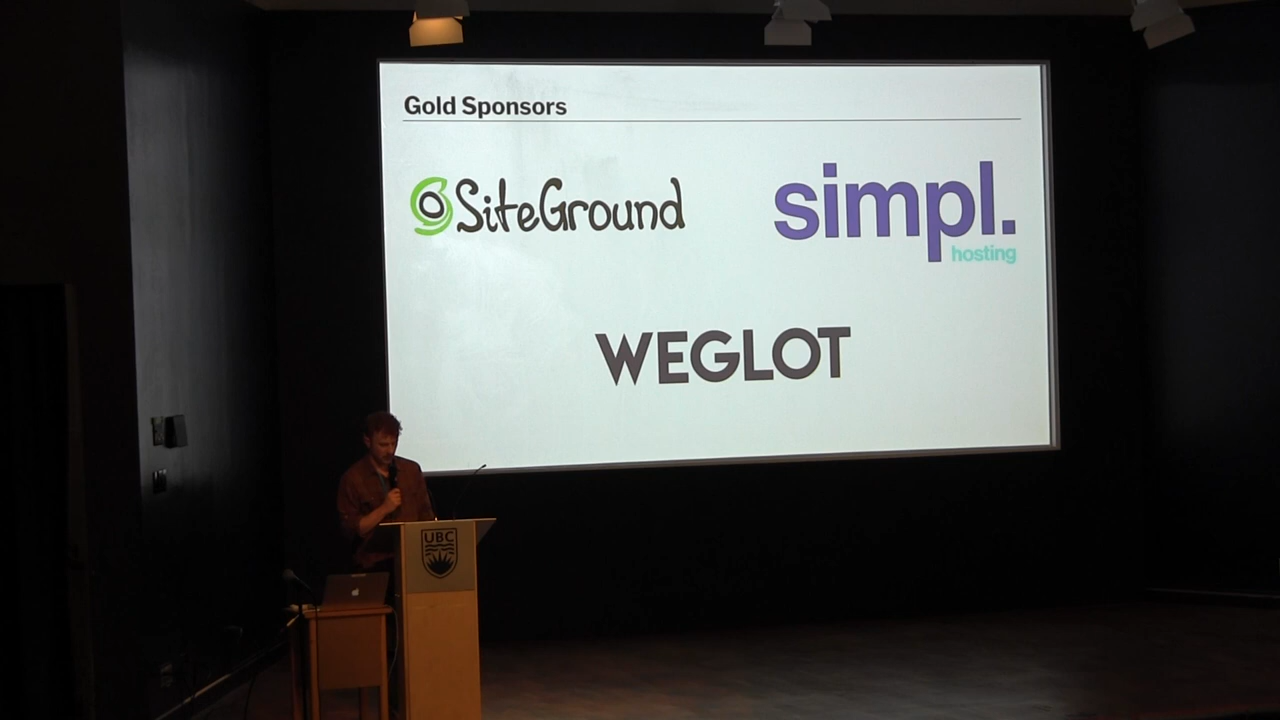 Gold Sponsors
SiteGround
simpl.
hosting
WEGLOT
UBC